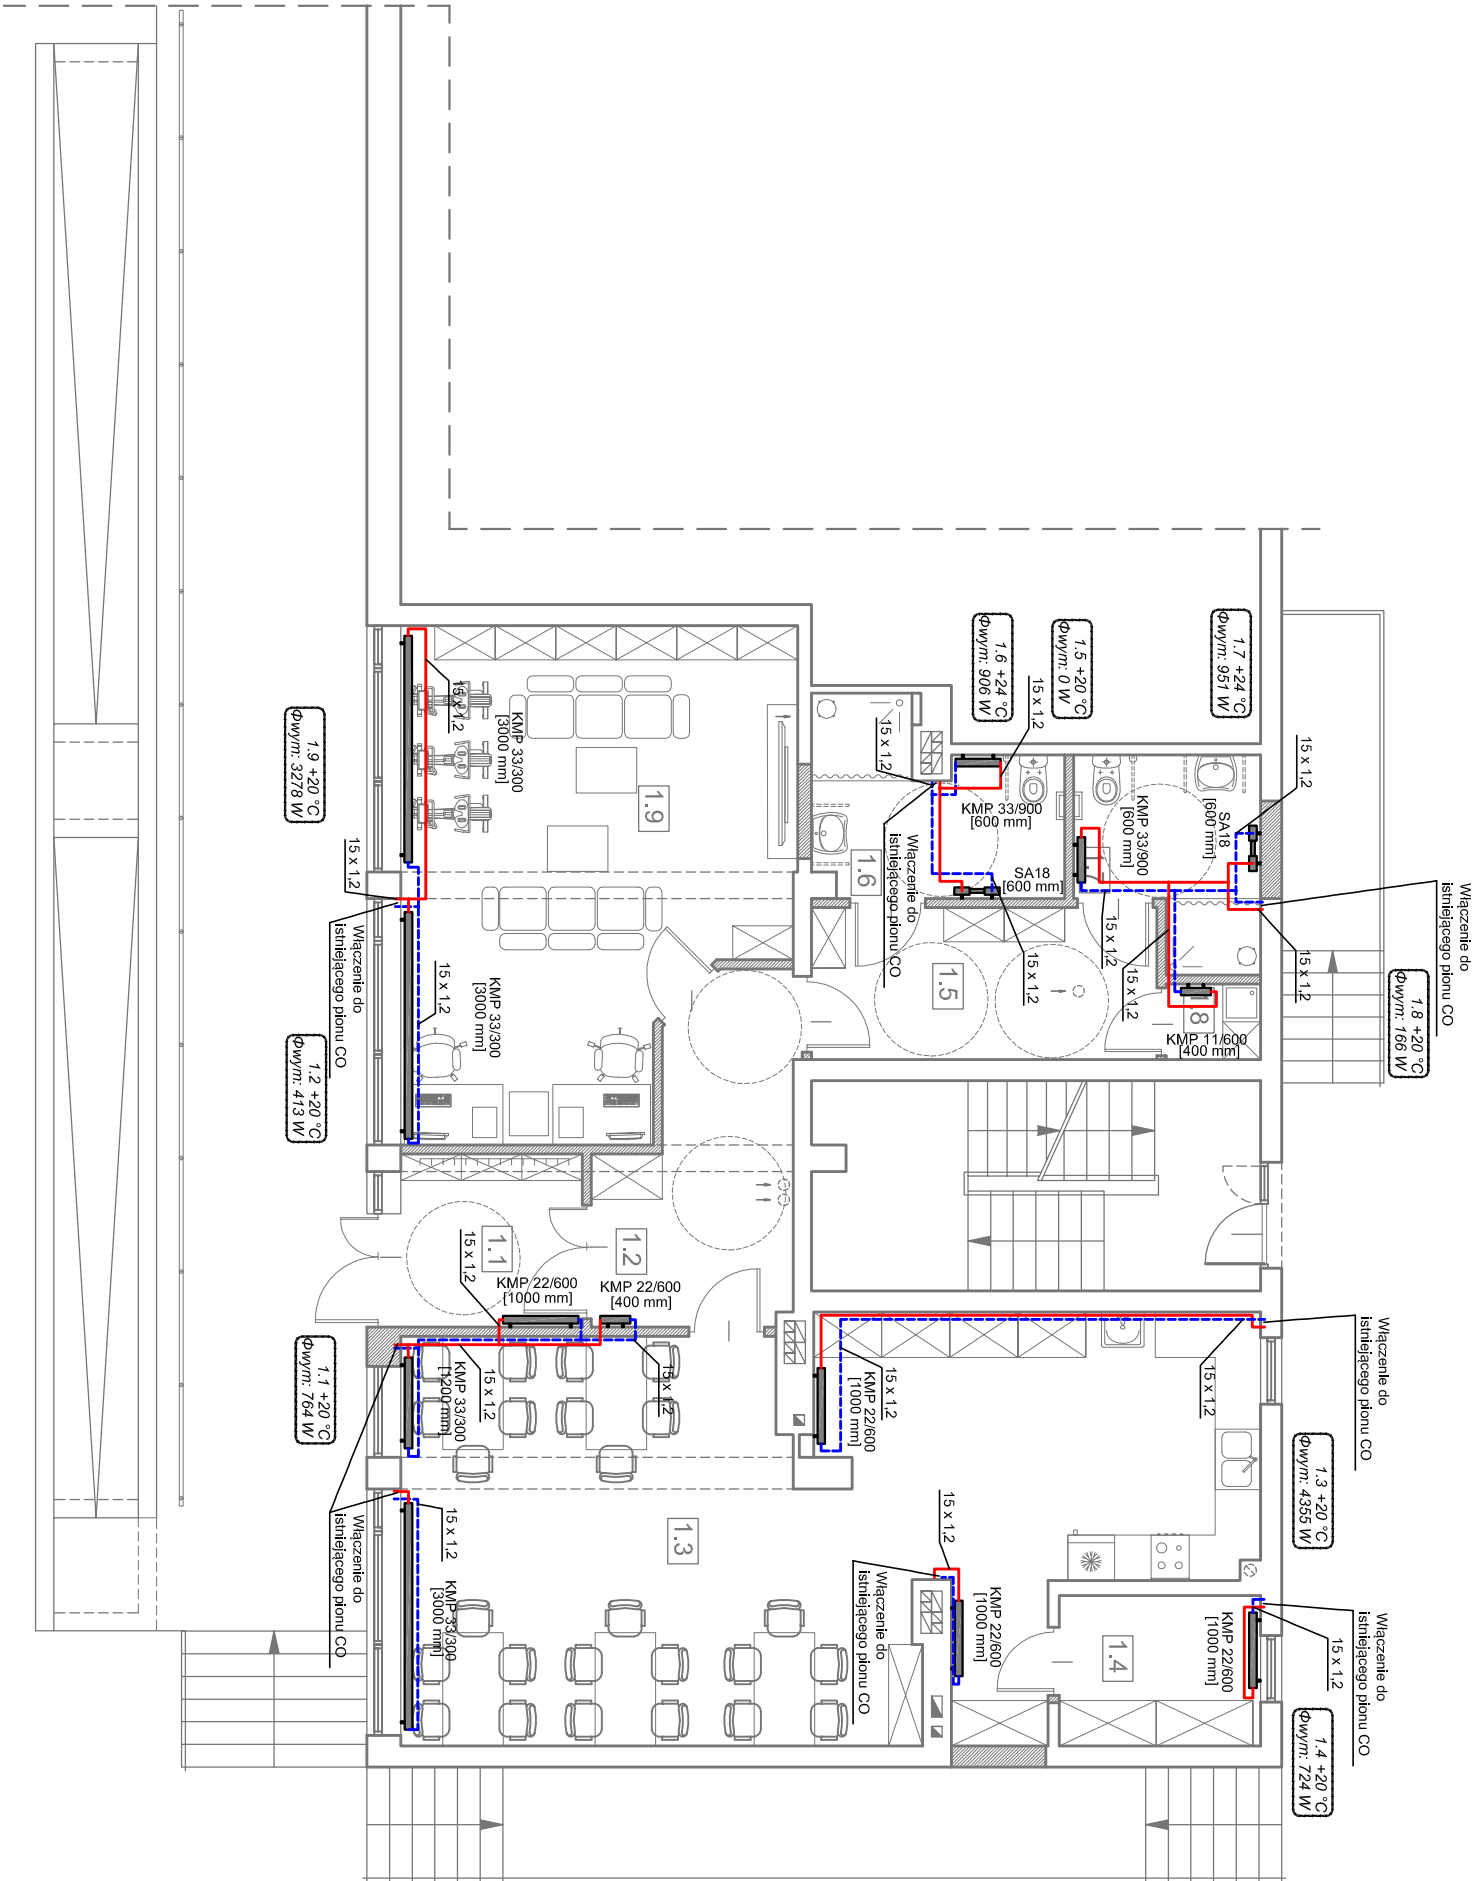 1.7 +24 °C
Φwym: 951 W
1.5 +20 °C
Φwym: 0 W
1.6 +24 °C
Φwym: 906 W
15 x 1,2
15 x 1,2
15 x 1,2
1.9 +20 °C
Φwym: 3278 W
15 x 1,2
KMP 33/300
[3000 mm]
1.9
KMP 33/900
[600 mm]
KMP 33/900
[600 mm]
SA18
[600 mm]
SA18
[600 mm]
1.6
Włączenie do
istniejącego pionu CO
Włączenie do
istniejącego pionu CO
15 x 1,2
15 x 1,2
15 x 1,2
15 x 1,2
15 x 1,2
1.5
1.8
KMP 11/600
[400 mm]
1.8 +20 °C
Φwym: 166 W
15 x 1,2
Włączenie do
istniejącego pionu CO
15 x 1,2
KMP 33/300
[3000 mm]
1.2 +20 °C
Φwym: 413 W
1.1
1.2
15 x 1,2
KMP 22/600
[1000 mm]
KMP 22/600
[400 mm]
1.1 +20 °C
Φwym: 764 W
KMP 33/300
[1200 mm]
15 x 1,2
15 x 1,2
15 x 1,2
KMP 22/600
[1000 mm]
15 x 1,2
Włączenie do
istniejącego pionu CO
1.3 +20 °C
Φwym: 4355 W
15 x 1,2
1.3
15 x 1,2
Włączenie do
istniejącego pionu CO
KMP 33/300
[3000 mm]
Włączenie do
istniejącego pionu CO
KMP 22/600
[1000 mm]
1.4
KMP 22/600
[1000 mm]
15 x 1,2
Włączenie do
istniejącego pionu CO
1.4 +20 °C
Φwym: 724 W